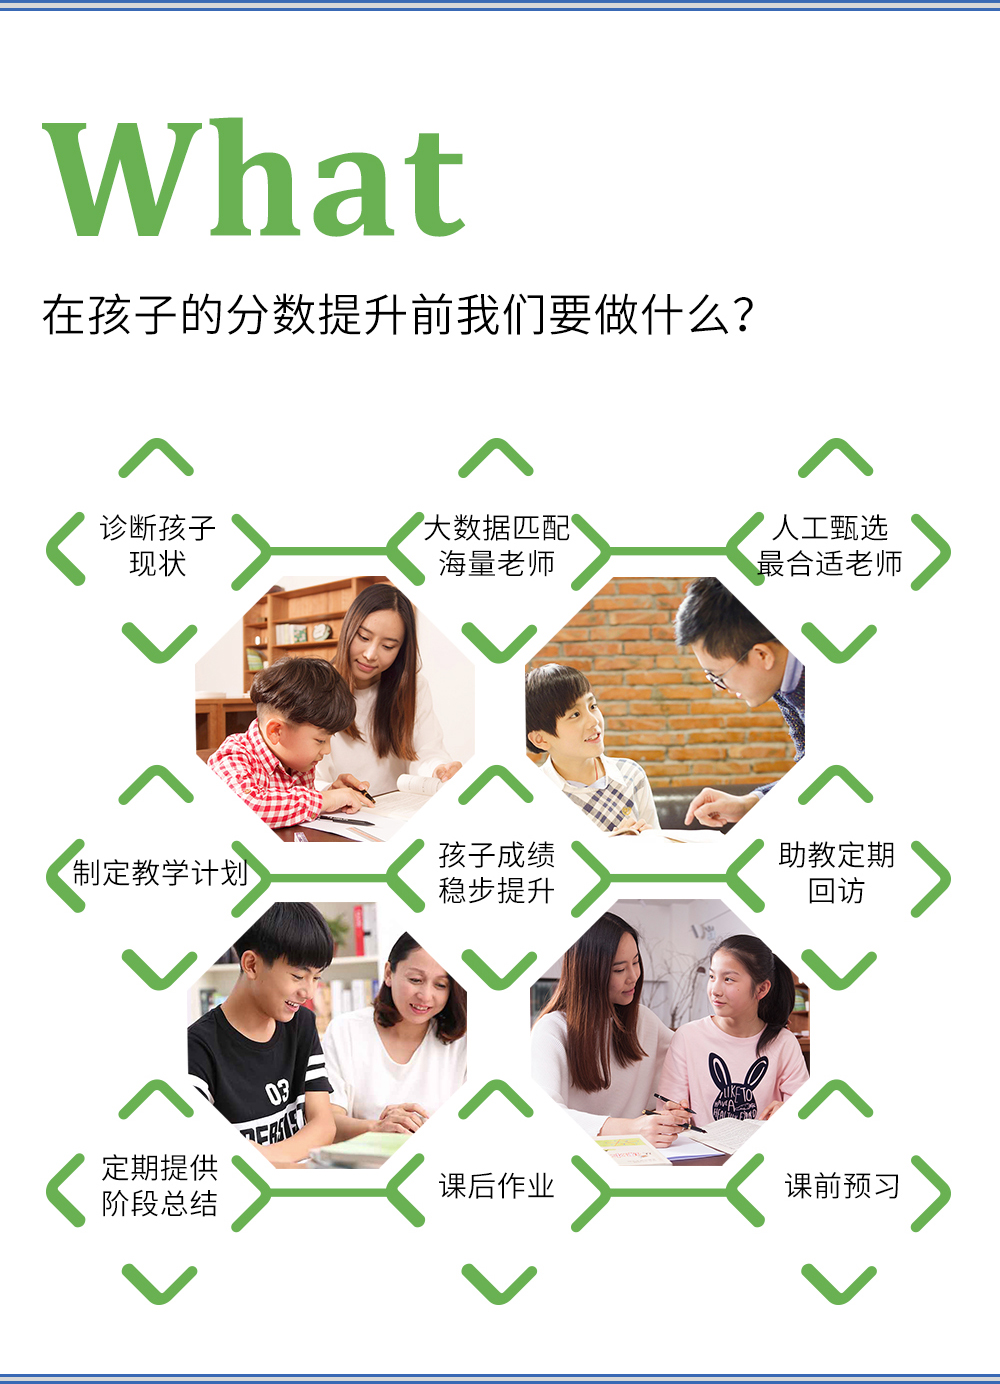 What
在孩子的分数提升前我们要做什么?
诊断孩子
现状
大数据匹配
海量老师
人工甄选
最合适老师
制定教学计划
孩子成绩
稳步提升
助教定期
回访
定期提供
阶段总结
课后作业
课前预习
03